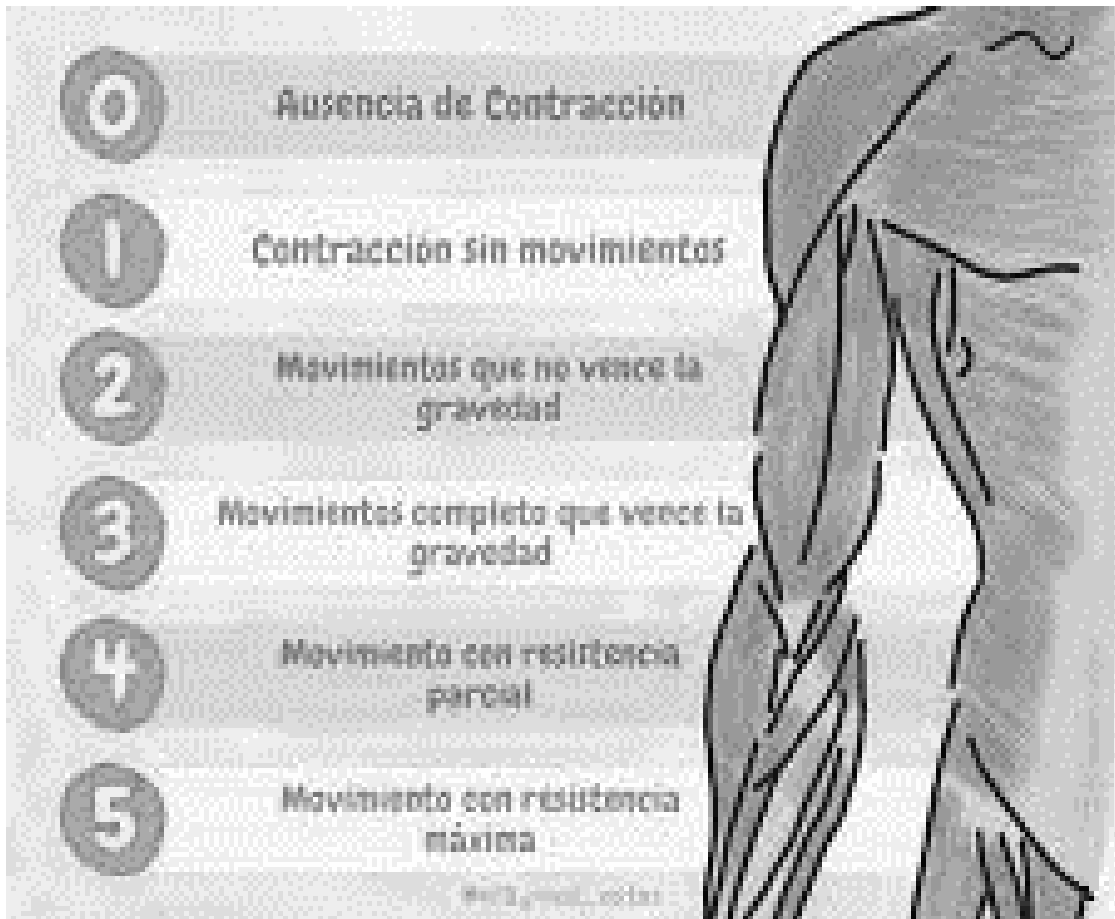 0
Ausencia de Contracción
1
Contracción sin movimientos
2
Movimientos que no vence la
gravedad
3
Movimientos completo que vence la
gravedad
4
Movimiento con resistencia
parcial
5
Movimiento con resistencia
máxima